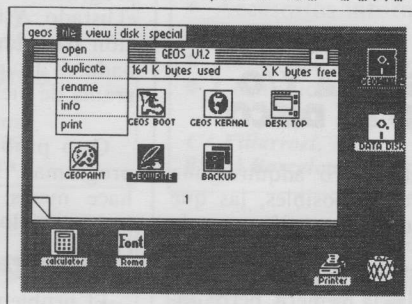 geos file view disk special
open
duplicate
rename
info
print
GEOS V1.2
164 K bytes used 2 K bytes free
GEOS BOOT GEOS KERNAL DESK TOP
GEOPAINT GEOWRITE BACKUP
1
DATA DISK
calculator
Font
Roma
Printer